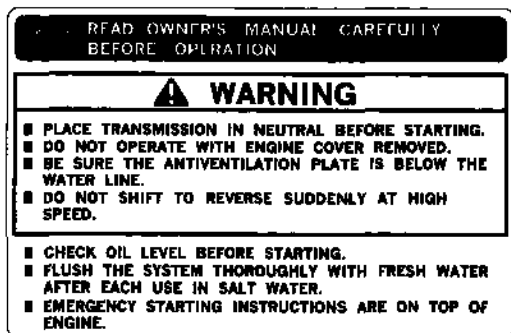 READ OWNER'S MANUAL CAREFULLY
BEFORE OPERATION
WARNING
■ PLACE TRANSMISSION IN NEUTRAL BEFORE STARTING.
■ DO NOT OPERATE WITH ENGINE COVER REMOVED.
■ BE SURE THE ANTIVENTILATION PLATE IS BELOW THE
WATER LINE.
■ DO NOT SHIFT TO REVERSE SUDDENLY AT HIGH
SPEED.
■ CHECK OIL LEVEL BEFORE STARTING.
■ FLUSH THE SYSTEM THOROUGHLY WITH FRESH WATER
AFTER EACH USE IN SALT WATER.
■ EMERGENCY STARTING INSTRUCTIONS ARE ON TOP OF
ENGINE.